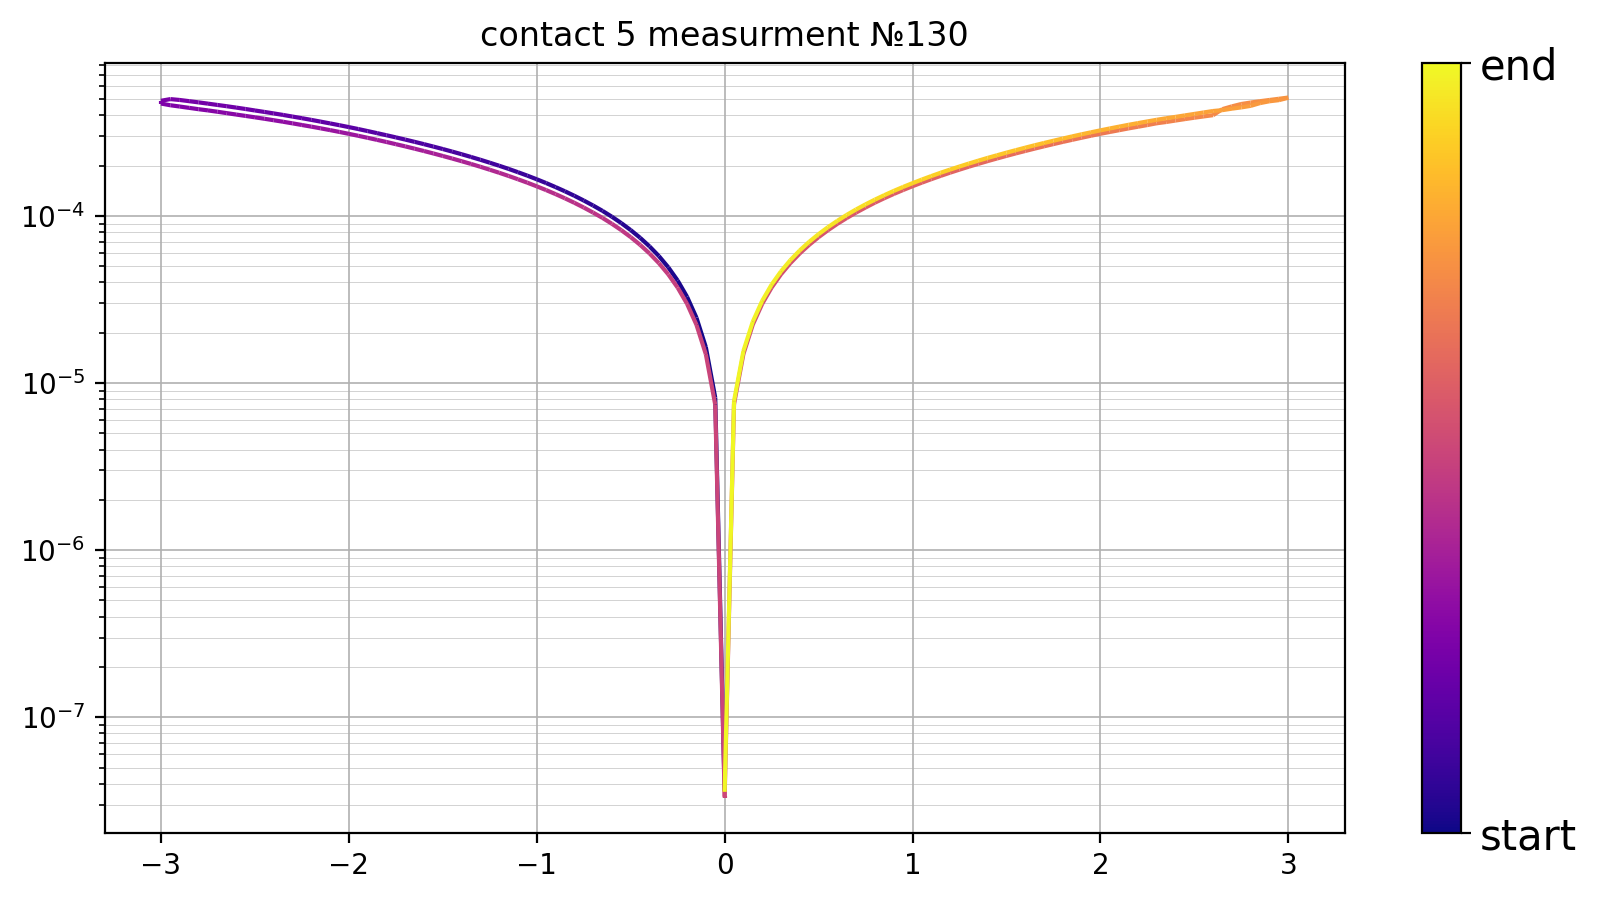 contact 5 measurment №130
end
10⁻⁴
10⁻⁵
10⁻⁶
10⁻⁷
start
−3 −2 −1 0 1 2 3